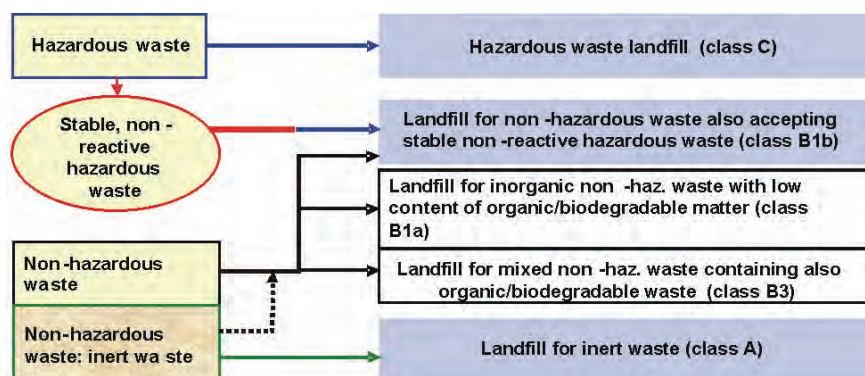 Hazardous waste
Hazardous waste landfill (class C)
Stable, non -
reactive
hazardous
waste
Landfill for non -hazardous waste also accepting
stable non -reactive hazardous waste (class B1b)
Landfill for inorganic non -haz. waste with low
content of organic/biodegradable matter (class
B1a)
Non-hazardous
waste
Landfill for mixed non -haz. waste containing also
organic/biodegradable waste (class B3)
Non-hazardous
waste: inert wa ste
Landfill for inert waste (class A)